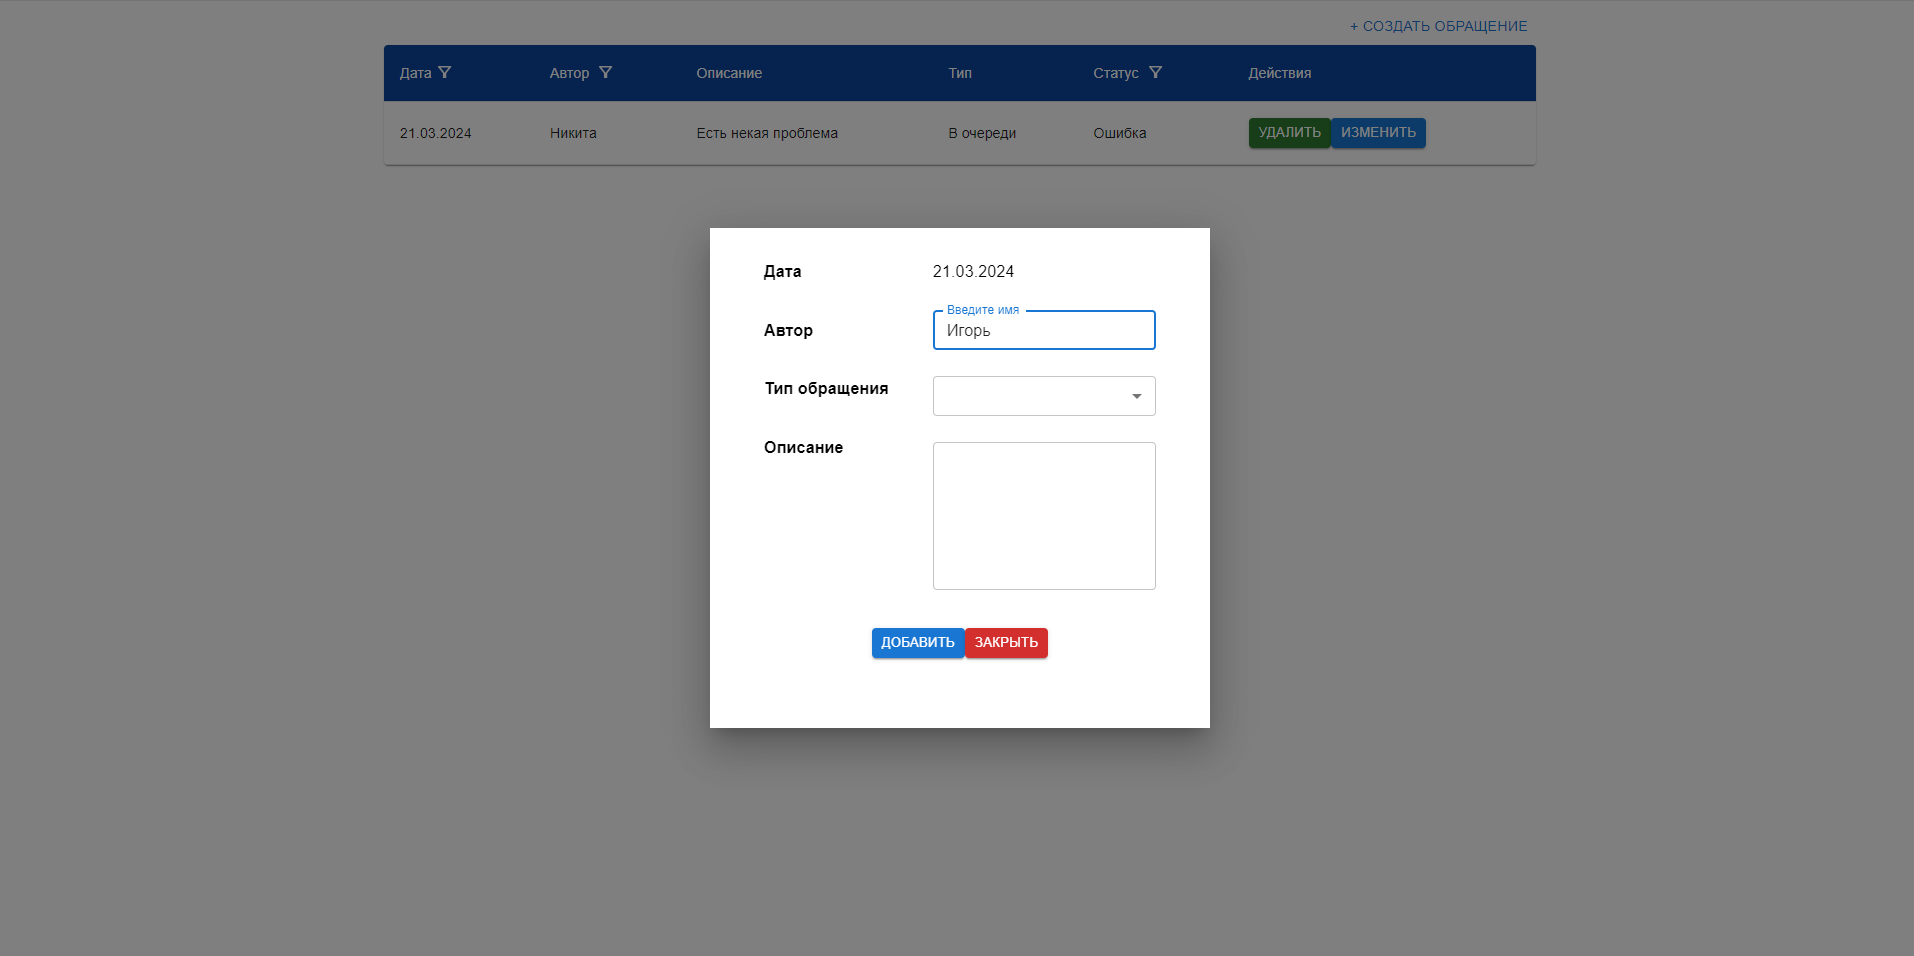 + СОЗДАТЬ ОБРАЩЕНИЕ
Дата Автор Описание Тип Статус Действия
21.03.2024 Никита Есть некая проблема В очереди Ошибка УДАЛИТЬ ИЗМЕНИТЬ
Дата 21.03.2024
Введите имя
Автор Игорь
Тип обращения
Описание
ДОБАВИТЬ ЗАКРЫТЬ